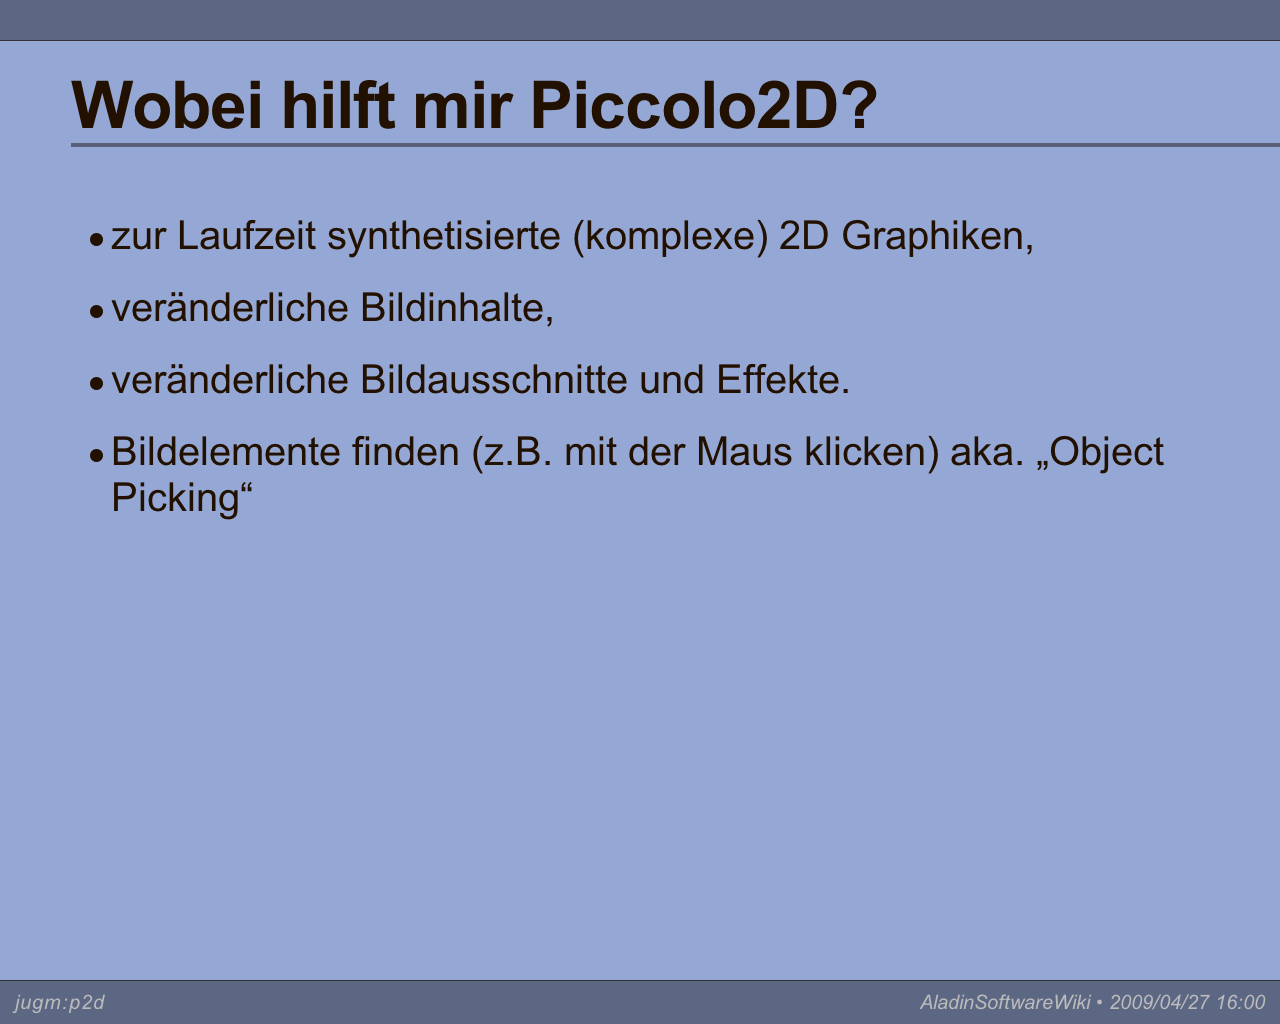 Wobei hilft mir Piccolo2D?
● zur Laufzeit synthetisierte (komplexe) 2D Graphiken,
● veränderliche Bildinhalte,
● veränderliche Bildausschnitte und Effekte.
● Bildelemente finden (z.B. mit der Maus klicken) aka. „Object
Picking“
jugm:p2d
AladinSoftwareWiki • 2009/04/27 16:00